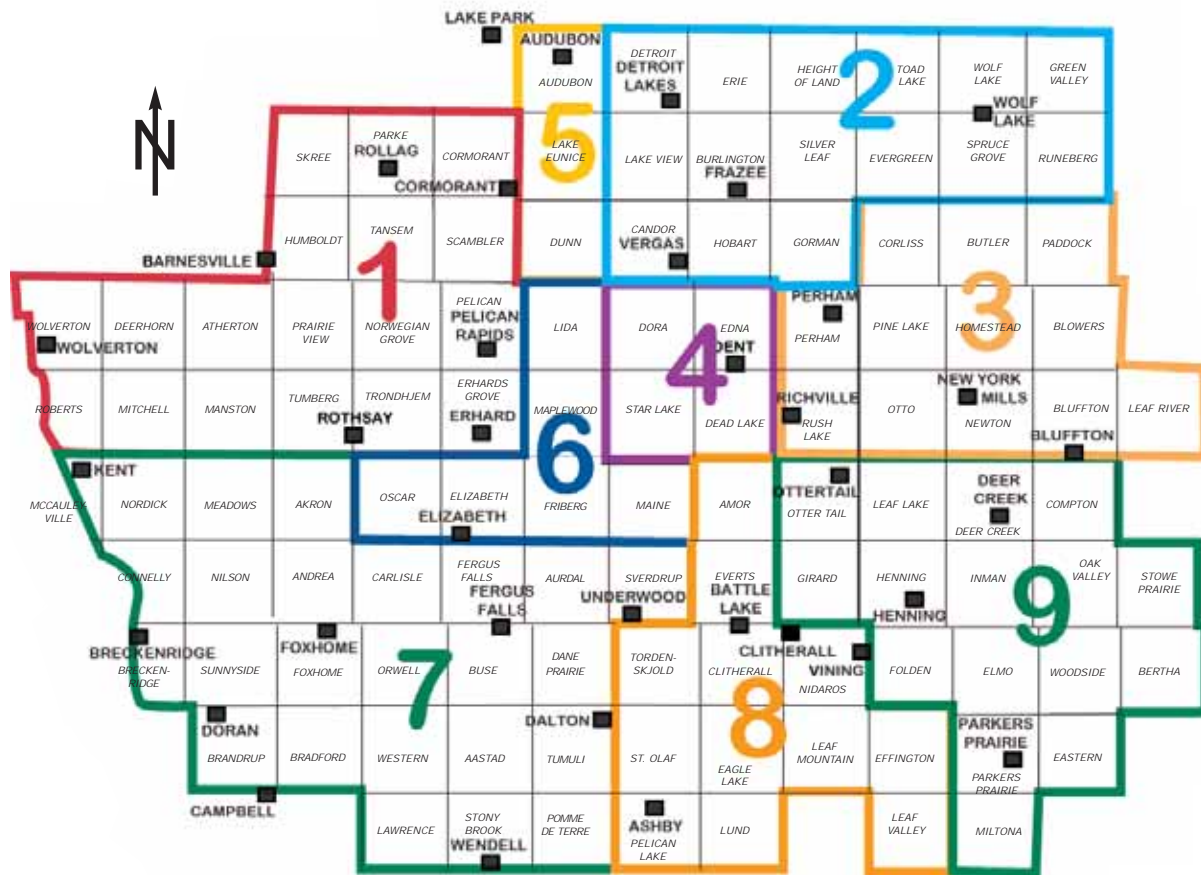 LAKE PARK
AUDUBON
AUDUBON
DETROIT
DETROIT
LAKES
ERIE
HEIGHT
OF LAND
2
TOAD
LAKE
WOLF
LAKE
GREEN
VALLEY
WOLF
LAKE
N
SKREE
PARKE
ROLLAG
CORMORANT
CORMORANT
5
LAKE
EUNICE
LAKE VIEW
BURLINGTON
FRAZEE
SILVER
LEAF
EVERGREEN
SPRUCE
GROVE
RUNEBERG
HUMBOLDT
TANSEM
SCAMBLER
DUNN
CANDOR
VERGAS
HOBART
GORMAN
CORLISS
BUTLER
PADDOCK
BARNESVILLE
1
WOLVERTON
WOLVERTON
DEERHORN
ATHERTON
PRAIRIE
VIEW
NORWEGIAN
GROVE
PELICAN
PELICAN
RAPIDS
LIDA
DORA
EDNA
DENT
4
PERHAM
PERHAM
PINE LAKE
3
HOMESTEAD
BLOWERS
ROBERTS
MITCHELL
MANSTON
TUMBERG
ROTHSAY
TRONDHJEM
ERHARDS
GROVE
ERHARD
MAPLEWOOD
STAR LAKE
DEAD LAKE
RICHVILLE
RUSH
LAKE
OTTO
NEW YORK
MILLS
NEWTON
BLUFFTON
BLUFFTON
LEAF RIVER
KENT
MCCAULEY-
VILLE
NORDICK
MEADOWS
AKRON
OSCAR
ELIZABETH
ELIZABETH
6
FRIBERG
MAINE
AMOR
OTTERTAIL
OTTER TAIL
LEAF LAKE
DEER
CREEK
DEER CREEK
COMPTON
CONNELLY
NILSON
ANDREA
CARLISLE
FERGUS
FALLS
FERGUS
FALLS
AURDAL
SVERDRUP
UNDERWOOD
EVERTS
BATTLE
LAKE
GIRARD
HENNING
HENNING
INMAN
9
OAK
VALLEY
STOWE
PRAIRIE
BRECKENRIDGE
BRECKEN-
RIDGE
SUNNYSIDE
FOXHOME
FOXHOME
ORWELL
7
BUSE
DANE
PRAIRIE
TORDEN-
SKJOLD
CLITHERALL
CLITHERALL
VINING
NIDAROS
FOLDEN
ELMO
WOODSIDE
BERTHA
DORAN
BRANDRUP
BRADFORD
WESTERN
AASTAD
DALTON
TUMULI
ST. OLAF
8
EAGLE
LAKE
LEAF
MOUNTAIN
EFFINGTON
PARKERS
PRAIRIE
PARKERS
PRAIRIE
EASTERN
CAMPBELL
LAWRENCE
STONY
BROOK
WENDELL
POMME
DE TERRE
ASHBY
PELICAN
LAKE
LUND
LEAF
VALLEY
MILTONA